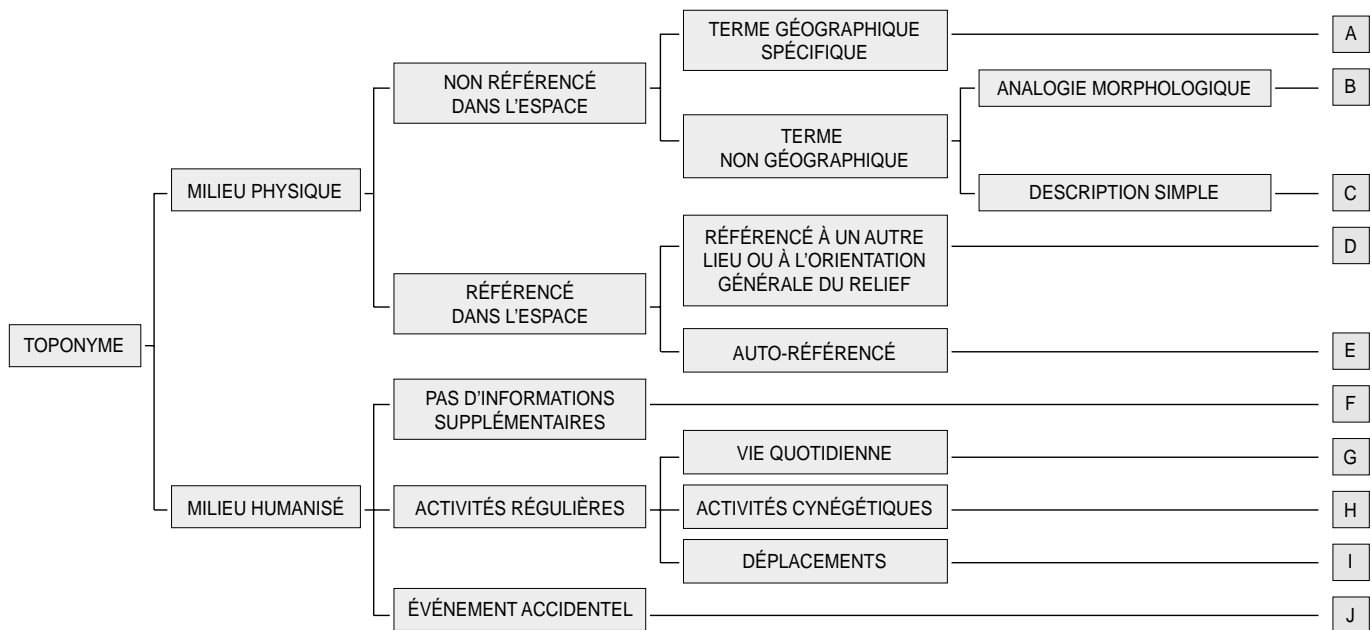 TERME GÉOGRAPHIQUE
SPÉCIFIQUE
A
NON RÉFÉRENCÉ
DANS L'ESPACE
ANALOGIE MORPHOLOGIQUE
B
TERME
NON GÉOGRAPHIQUE
MILIEU PHYSIQUE
DESCRIPTION SIMPLE
C
RÉFÉRENCÉ À UN AUTRE
LIEU OU À L'ORIENTATION
GÉNÉRALE DU RELIEF
D
RÉFÉRENCÉ
DANS L'ESPACE
TOPONYME
AUTO-RÉFÉRENCÉ
E
PAS D'INFORMATIONS
SUPPLÉMENTAIRES
F
VIE QUOTIDIENNE
G
MILIEU HUMANISÉ
ACTIVITÉS RÉGULIÈRES
ACTIVITÉS CYNÉGÉTIQUES
H
DÉPLACEMENTS
I
ÉVÉNEMENT ACCIDENTEL
J